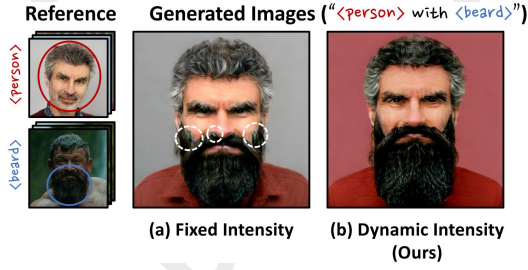 Reference
Generated Images ("<person> with <beard>")
<person>
<beard>
(a) Fixed Intensity
(b) Dynamic Intensity
(Ours)